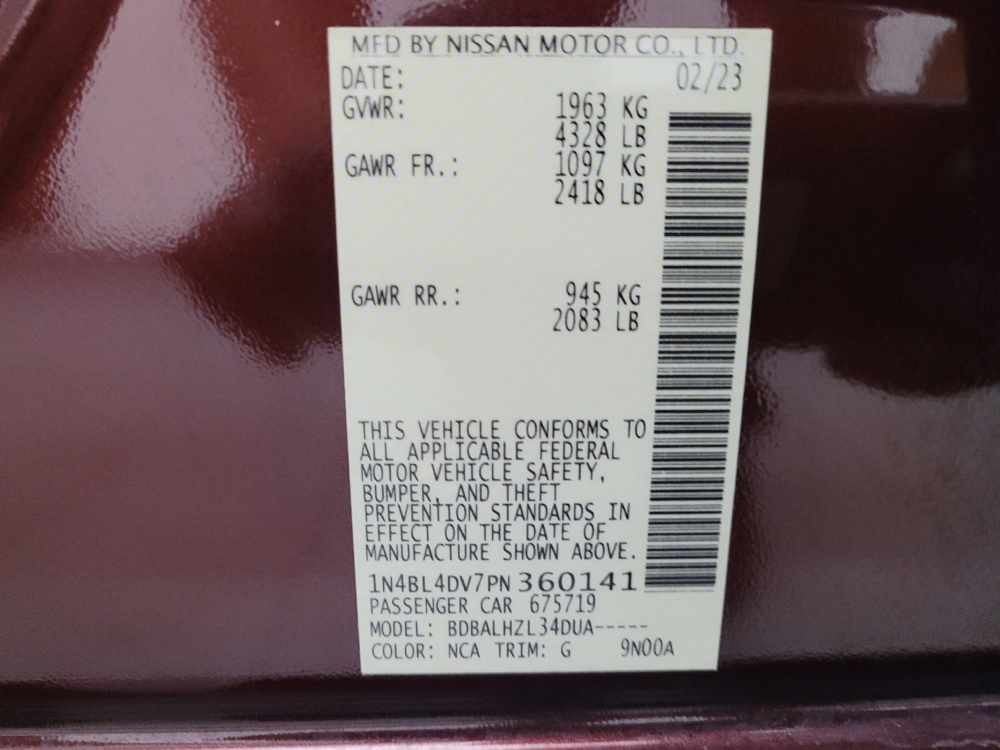 MFD BY NISSAN MOTOR CO., LTD.
DATE: 02/23
GVWR: 1963 KG
4328 LB
GAWR FR.: 1097 KG
2418 LB
GAWR RR.: 945 KG
2083 LB
THIS VEHICLE CONFORMS TO
ALL APPLICABLE FEDERAL
MOTOR VEHICLE SAFETY,
BUMPER, AND THEFT
PREVENTION STANDARDS IN
EFFECT ON THE DATE OF
MANUFACTURE SHOWN ABOVE.
1N4BL4DV7PN360141
PASSENGER CAR 675719
MODEL: BDBALHZL34DUA-----
COLOR: NCA TRIM: G 9N00A